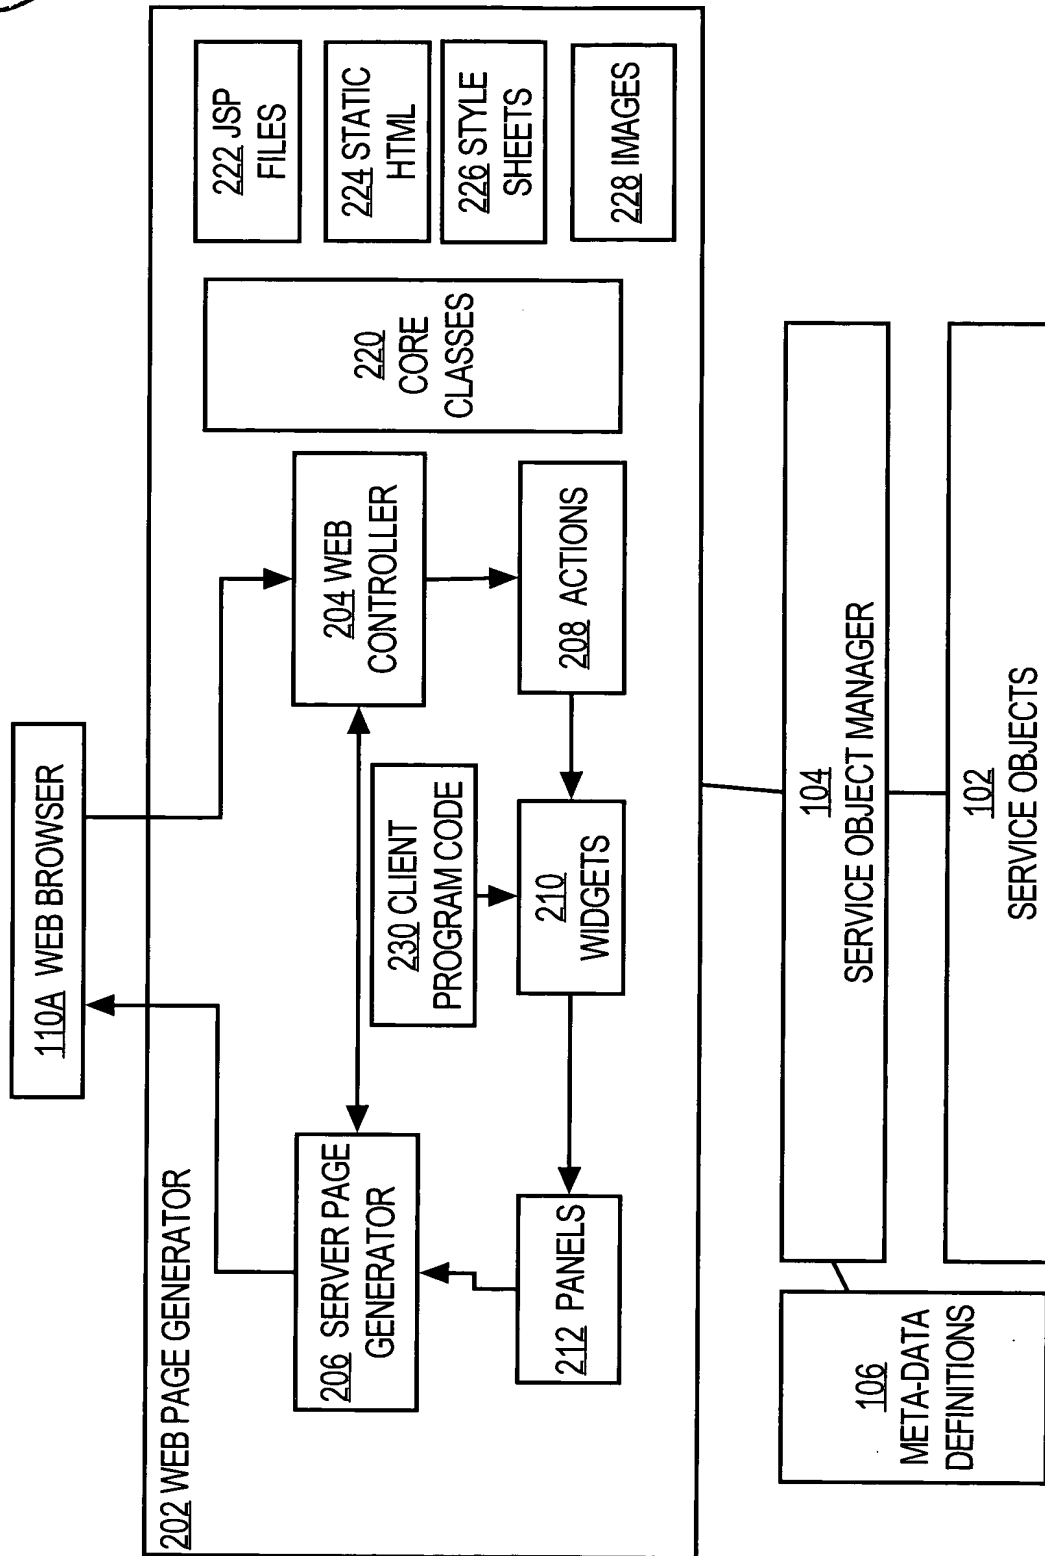 110A WEB BROWSER
202 WEB PAGE GENERATOR
206 SERVER PAGE
GENERATOR
204 WEB
CONTROLLER
230 CLIENT
PROGRAM CODE
212 PANELS
210
WIDGETS
208 ACTIONS
220
CORE
CLASSES
222 JSP
FILES
224 STATIC
HTML
226 STYLE
SHEETS
228 IMAGES
106
META-DATA
DEFINITIONS
104
SERVICE OBJECT MANAGER
102
SERVICE OBJECTS